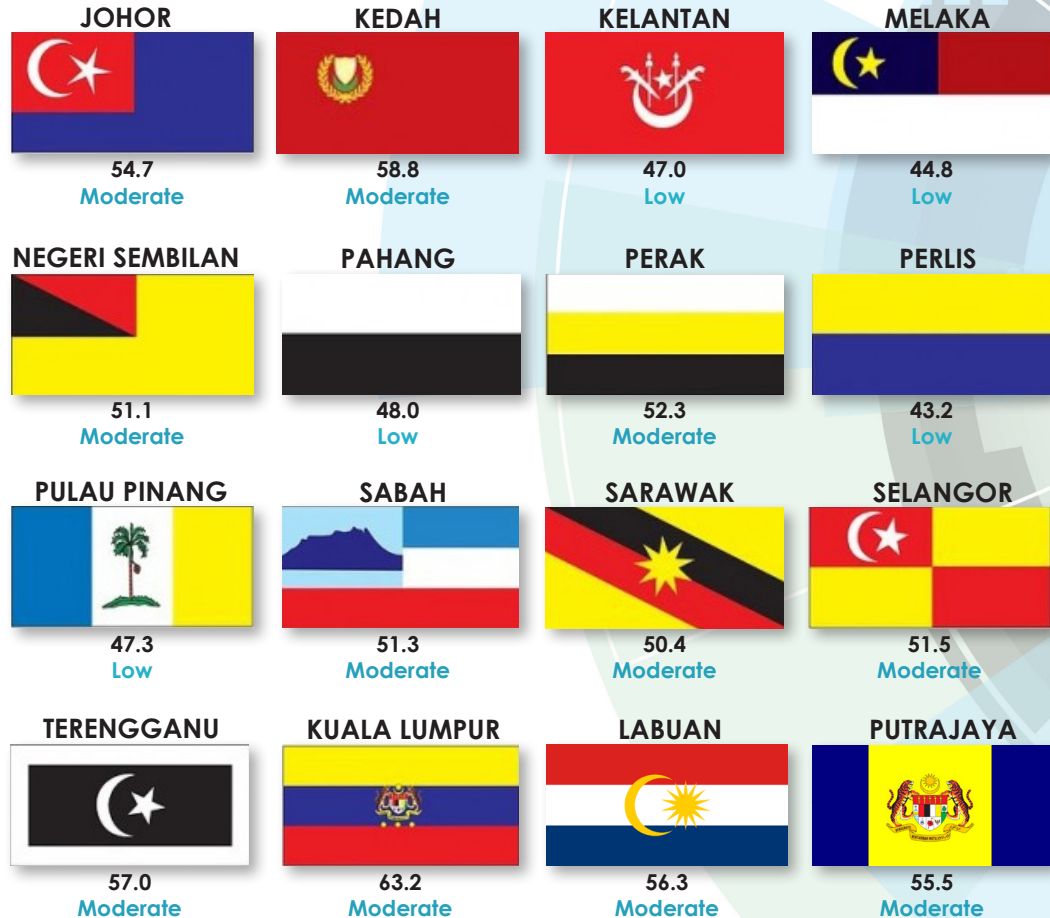 JOHOR
54.7
Moderate
KEDAH
58.8
Moderate
KELANTAN
47.0
Low
MELAKA
44.8
Low
NEGERI SEMBILAN
51.1
Moderate
PAHANG
48.0
Low
PERAK
52.3
Moderate
PERLIS
43.2
Low
PULAU PINANG
47.3
Low
SABAH
51.3
Moderate
SARAWAK
50.4
Moderate
SELANGOR
51.5
Moderate
TERENGGANU
57.0
Moderate
KUALA LUMPUR
63.2
Moderate
LABUAN
56.3
Moderate
PUTRAJAYA
55.5
Moderate